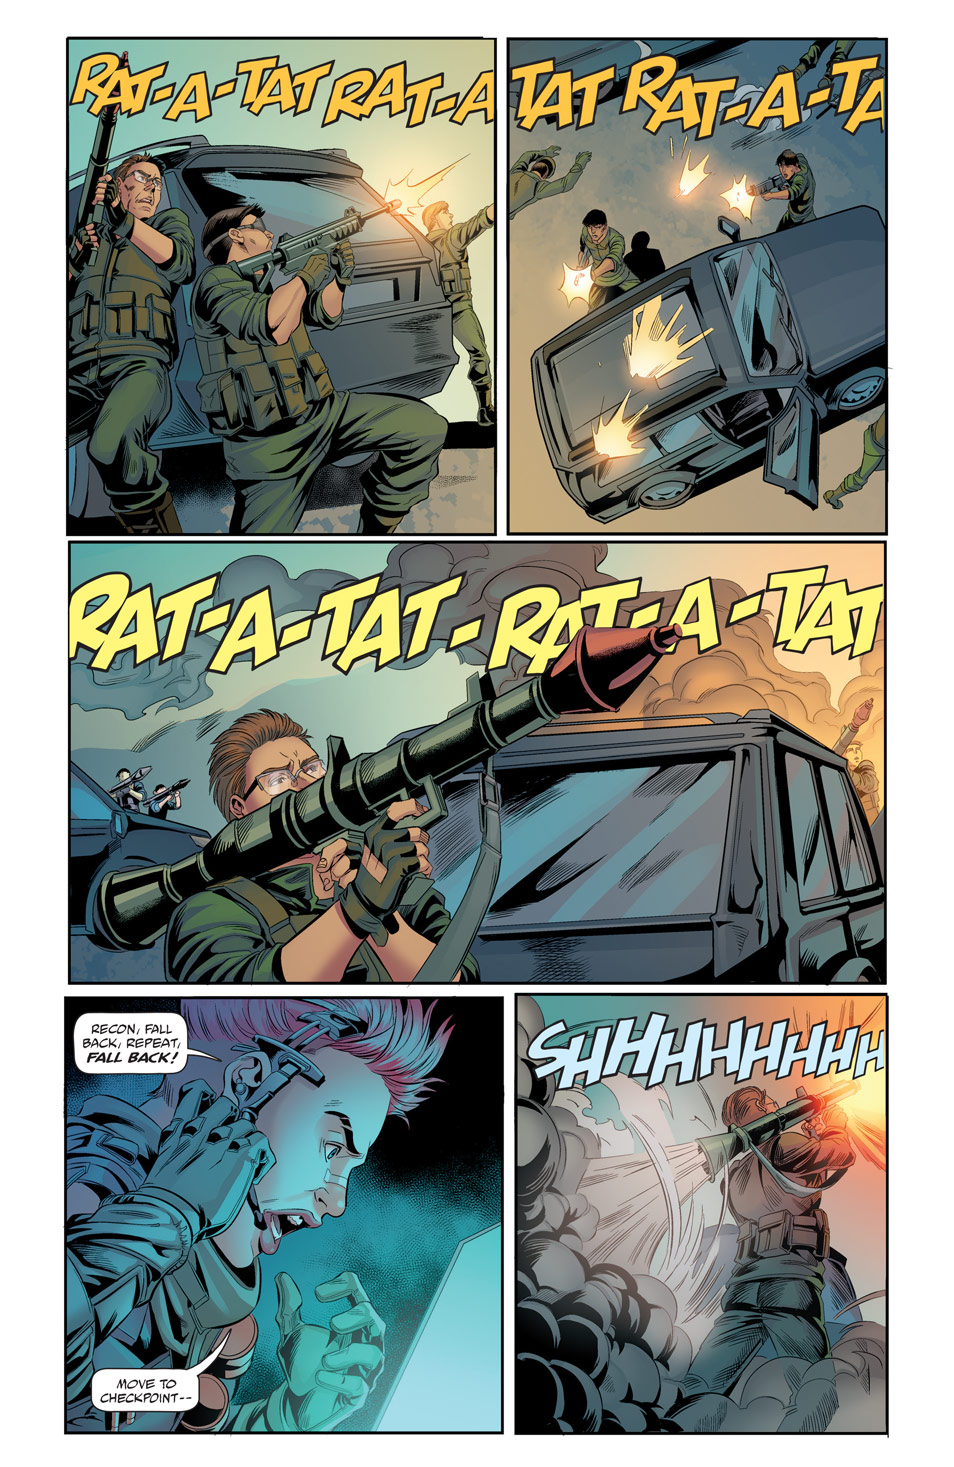 RAT-A-TAT RAT-A
TAT RAT-A-TA
RAT-A-TAT-RAT-A-TAT
RECON, FALL
BACK, REPEAT,
FALL BACK!
MOVE TO
CHECKPOINT--
SHHHHHHHHH